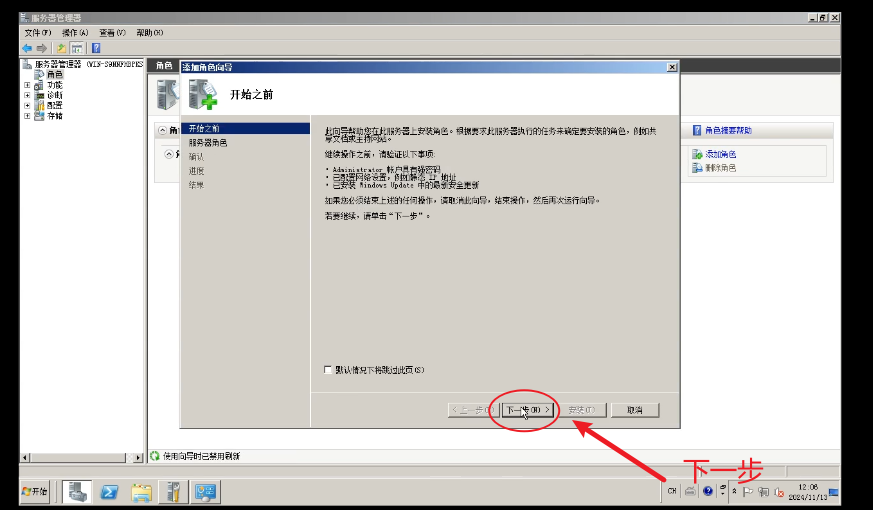 服务器管理器
文件(F) 操作(A) 查看(V) 帮助(H)
服务器管理器
角色
功能
诊断
配置
存储
角色
添加角色向导
开始之前
开始之前
服务器角色
确认
进度
结果
此向导帮助您在此服务器上安装角色。根据要求此服务器执行的任务来确定要安装的角色，例如共
享文档或主持网站。
继续操作之前，请验证以下事项:
• Administrator 帐户具有强密码
• 已配置网络设置，例如静态 IP 地址
• 已安装 Windows Update 中的最新安全更新
如果您必须结束上述的任何操作，请取消此向导，结束操作，然后再次运行向导。
若要继续，请单击“下一步”。
默认情况下将跳过此页(S)
< 上一步 下一步(N) > 安装(I) 取消
角色摘要帮助
添加角色
删除角色
使用向导时已禁用刷新
下一步
开始
CH
12:06
2024/11/13